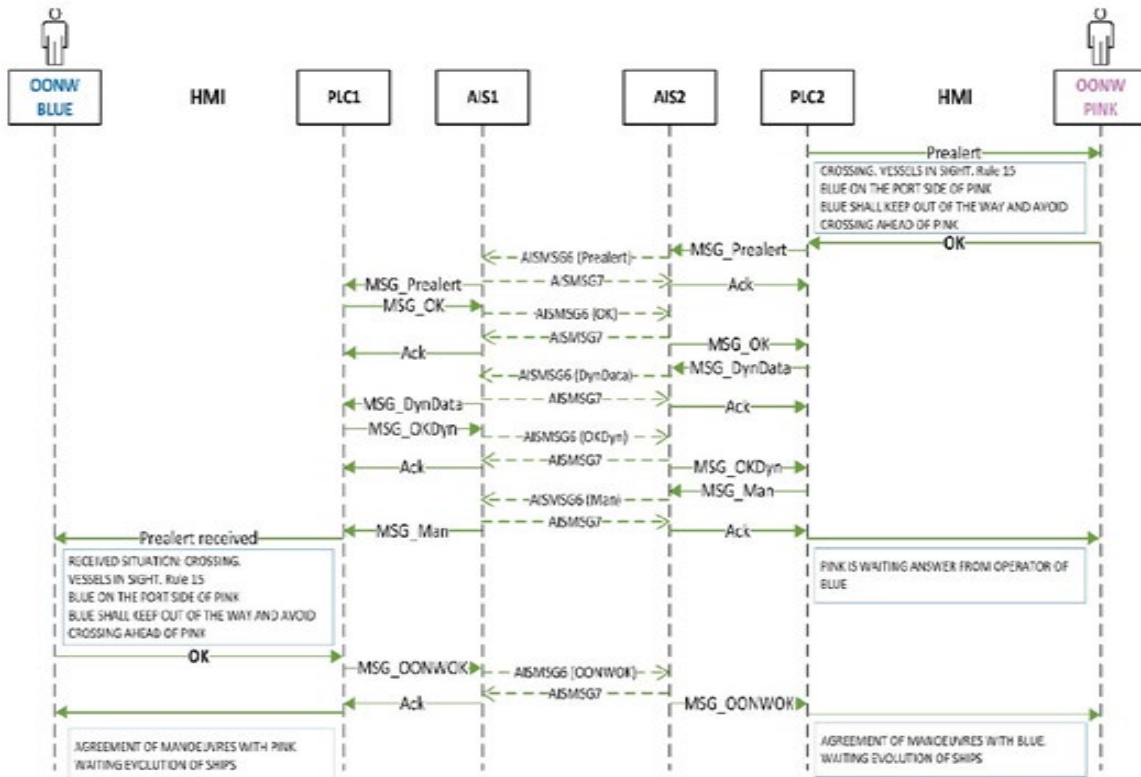 OONW
BLUE
HMI
PLC1
AIS1
AIS2
PLC2
HMI
OONW
PINK
Prealert
CROSSING. VESSELS IN SIGHT. Rule 15
BLUE ON THE PORT SIDE OF PINK
BLUE SHALL KEEP OUT OF THE WAY AND AVOID
CROSSING AHEAD OF PINK
OK
MSG_Prealert
AISMSG6 (Prealert)
MSG_Prealert
AISMSG7
Ack
MSG_OK
AISMSG6 (OK)
AISMSG7
Ack
MSG_OK
MSG_DynData
AISMSG6 (DynData)
AISMSG7
MSG_DynData
Ack
MSG_OKDyn
AISMSG6 (OKDyn)
AISMSG7
Ack
MSG_OKDyn
MSG_Man
AISMSG6 (Man)
AISMSG7
Prealert received
MSG_Man
Ack
RECEIVED SITUATION: CROSSING.
VESSELS IN SIGHT. Rule 15
BLUE ON THE PORT SIDE OF PINK
BLUE SHALL KEEP OUT OF THE WAY AND AVOID
CROSSING AHEAD OF PINK
PINK IS WAITING ANSWER FROM OPERATOR OF
BLUE
OK
MSG_OONWOK
AISMSG6 (OONWOK)
AISMSG7
Ack
MSG_OONWOK
AGREEMENT OF MANOEUVRES WITH PINK
WAITING EVOLUTION OF SHIPS
AGREEMENT OF MANOEUVRES WITH BLUE.
WAITING EVOLUTION OF SHIPS